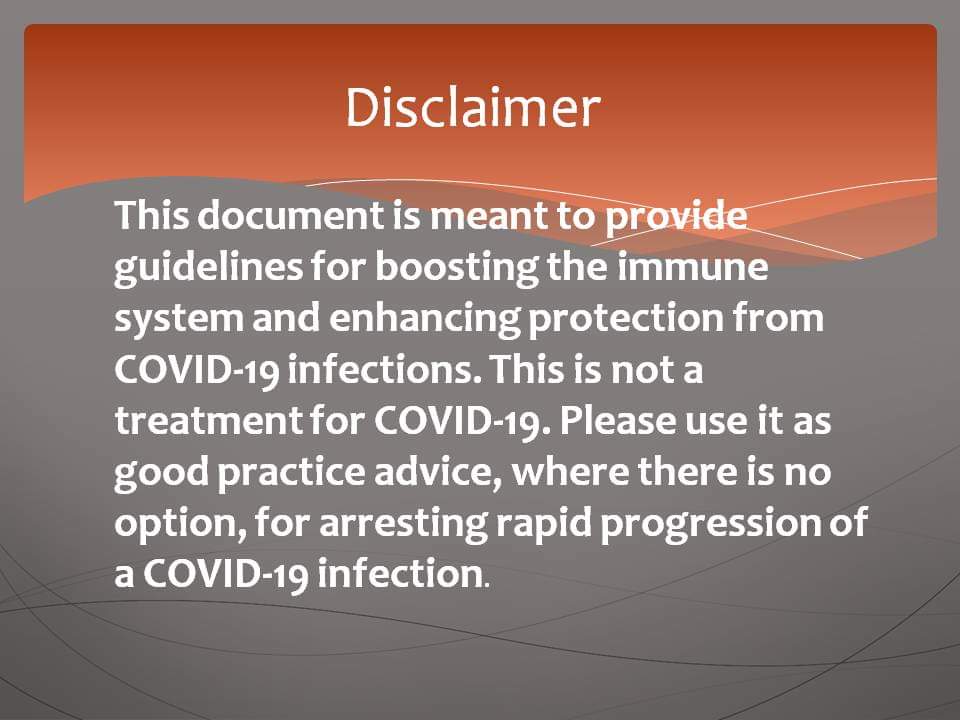 Disclaimer
This document is meant to provide
guidelines for boosting the immune
system and enhancing protection from
COVID-19 infections. This is not a
treatment for COVID-19. Please use it as
good practice advice, where there is no
option, for arresting rapid progression of
a COVID-19 infection.